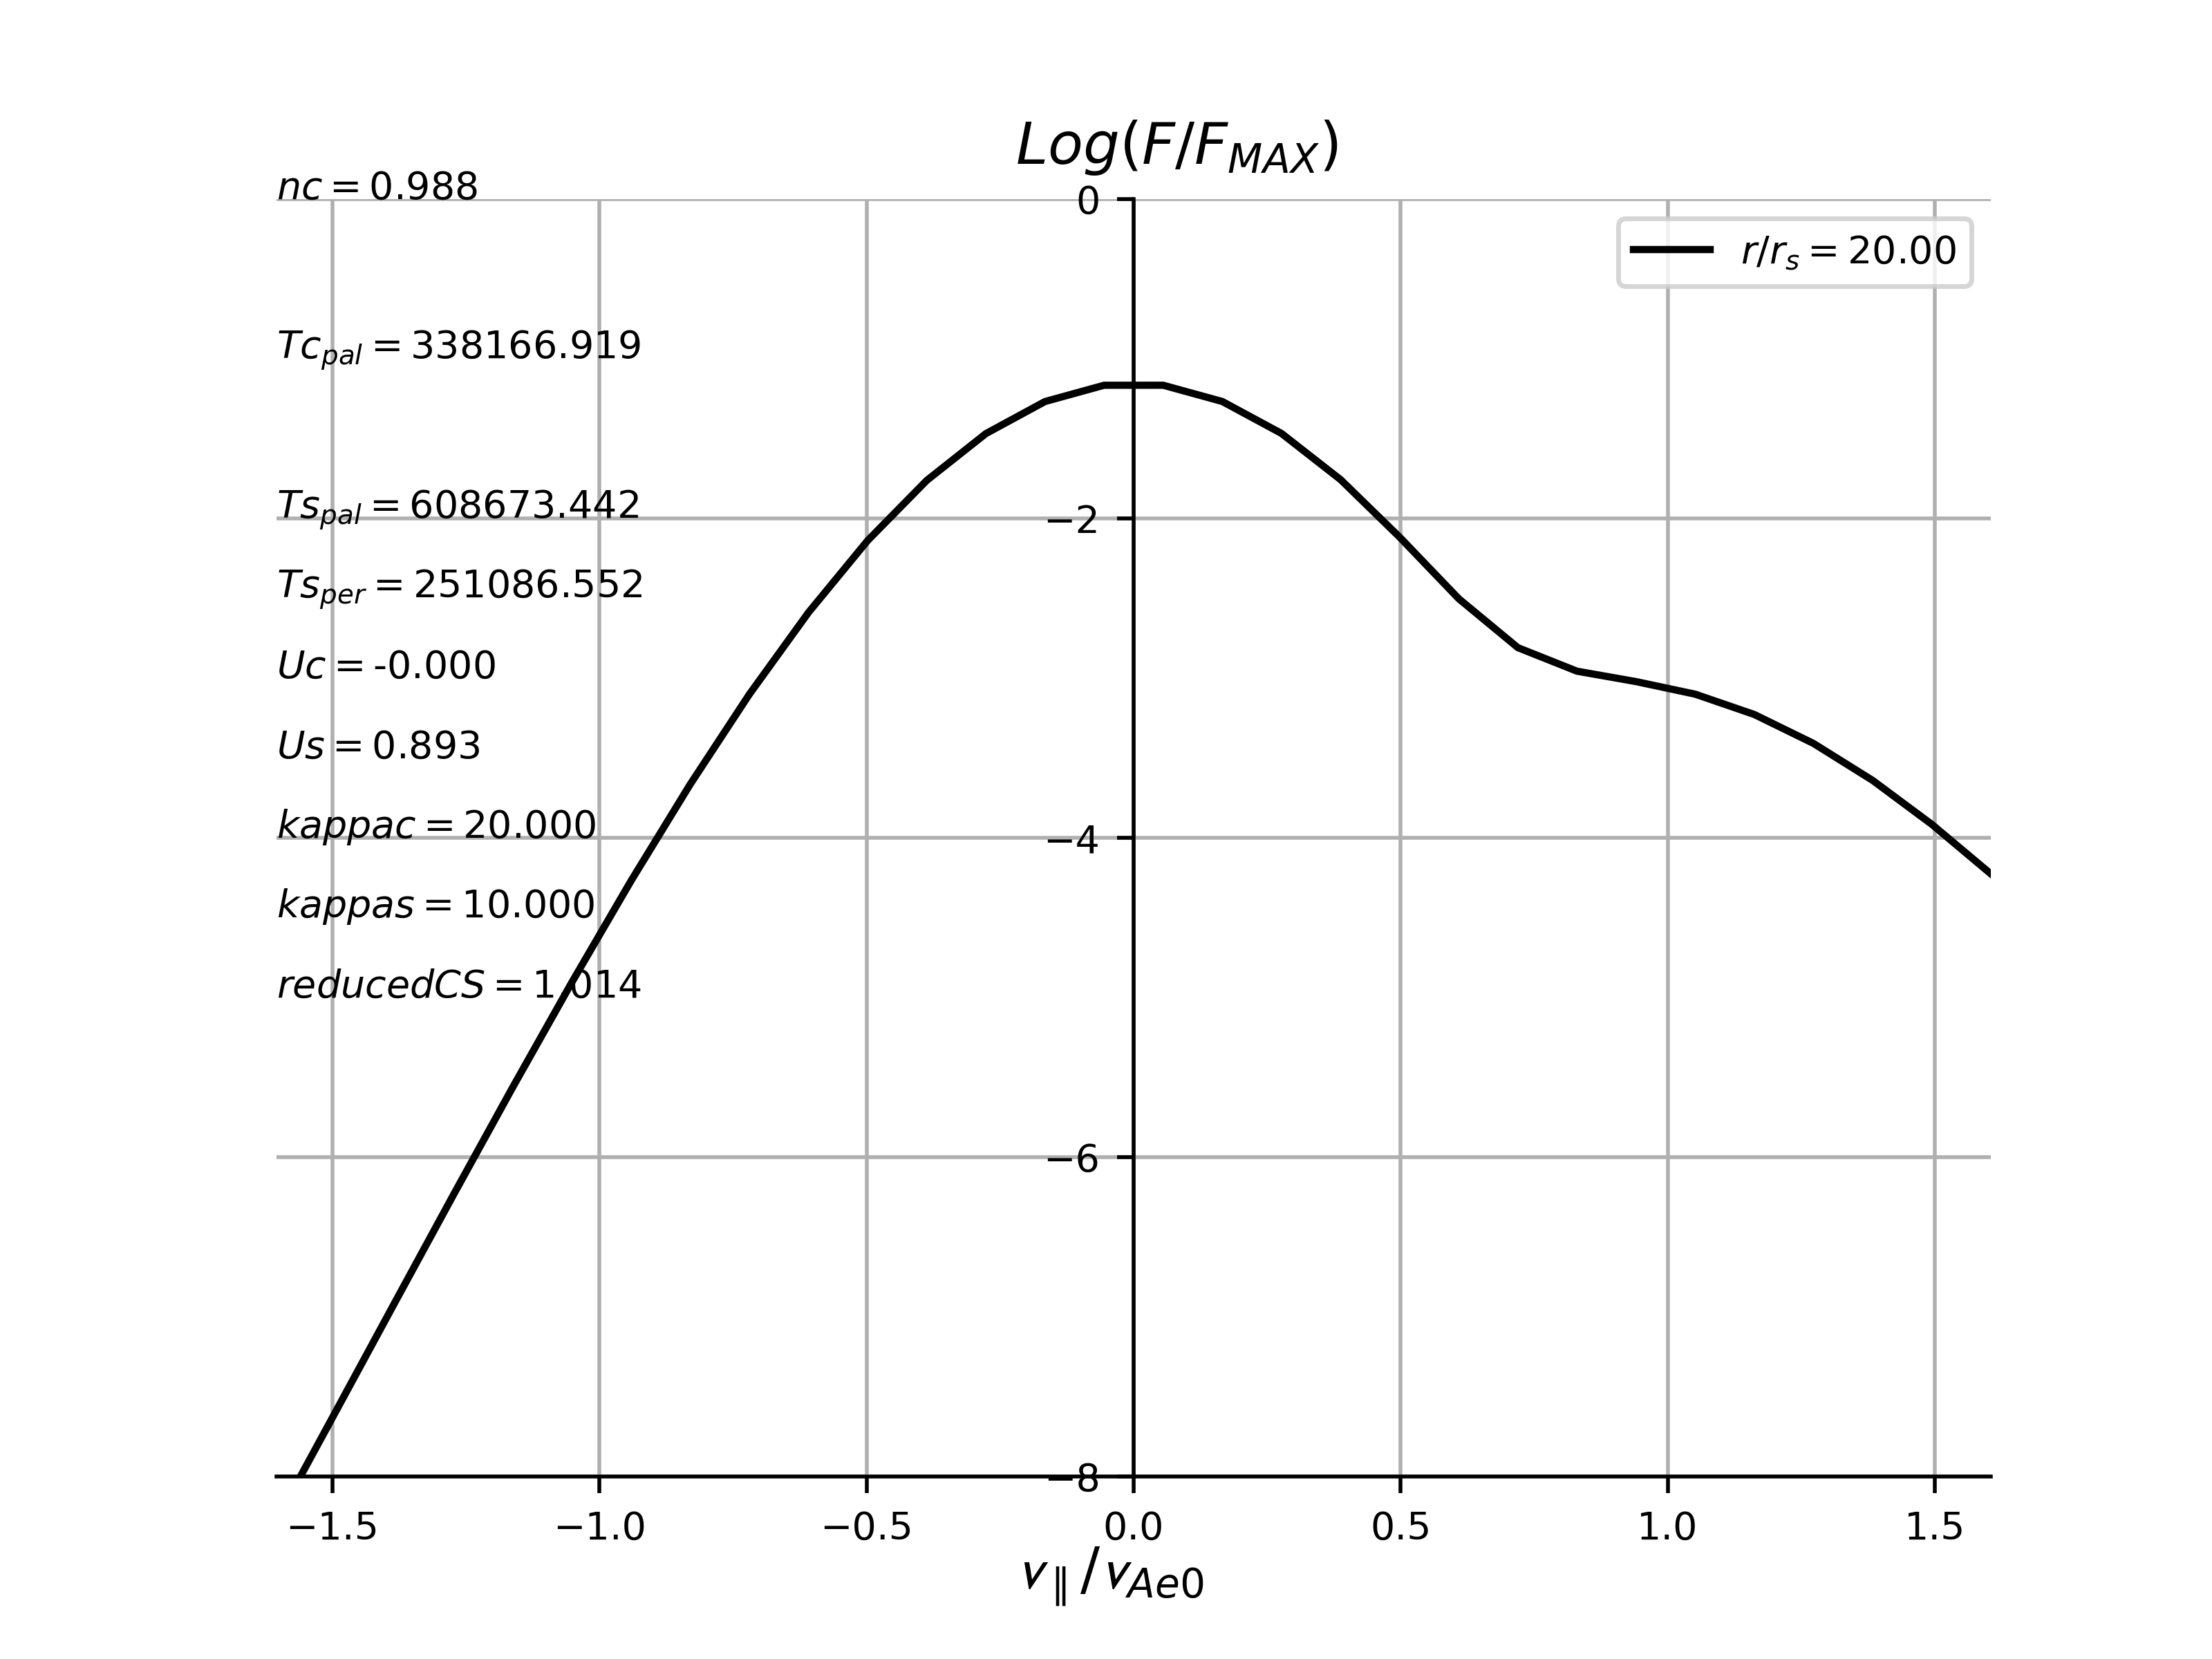 Log(F/F_MAX)
nc = 0.988
0
r/r_s = 20.00
Tc_pal = 338166.919
Ts_pal = 608673.442
−2
Ts_per = 251086.552
Uc = -0.000
Us = 0.893
kappac = 20.000
−4
kappas = 10.000
reducedCS = 1.014
−6
−8
−1.5 −1.0 −0.5 0.0 0.5 1.0 1.5
v_∥/v_Ae0